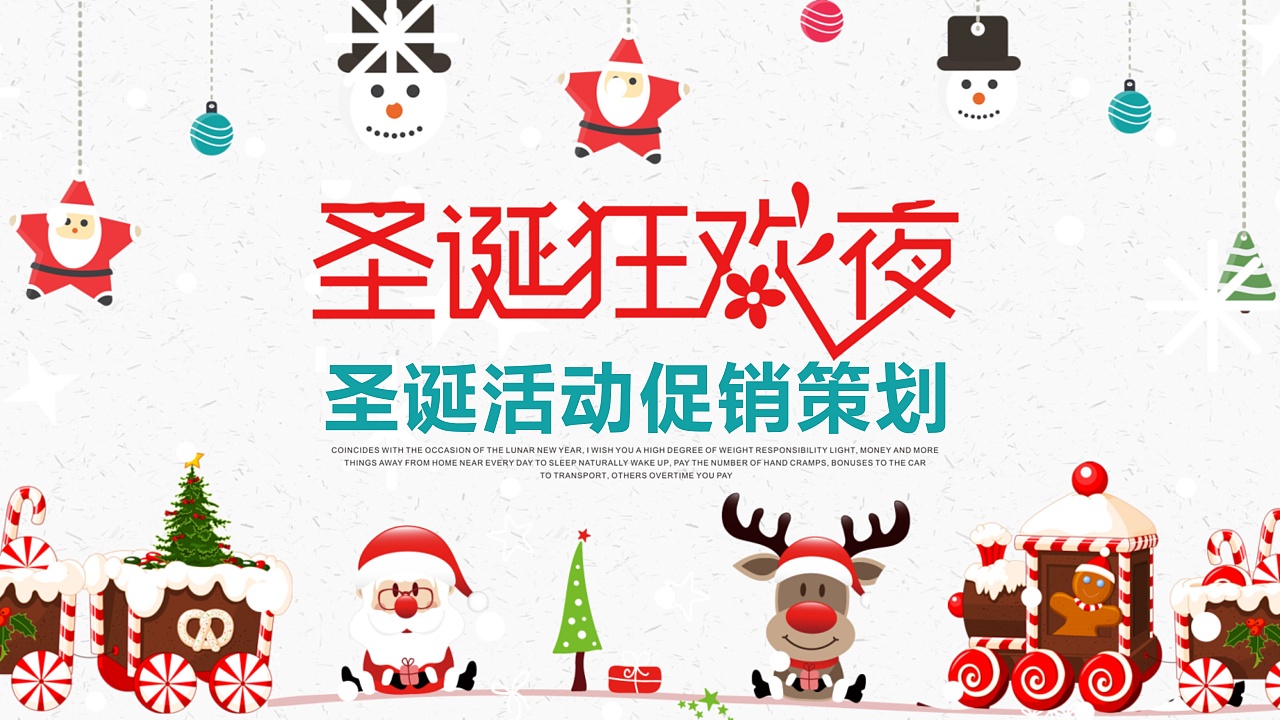 圣诞狂欢夜
圣诞活动促销策划
COINCIDES WITH THE OCCASION OF THE LUNAR NEW YEAR, I WISH YOU A HIGH DEGREE OF WEIGHT RESPONSIBILITY LIGHT, MONEY AND MORE
THINGS AWAY FROM HOME NEAR EVERY DAY TO SLEEP NATURALLY WAKE UP, PAY THE NUMBER OF HAND CRAMPS, BONUSES TO THE CAR
TO TRANSPORT, OTHERS OVERTIME YOU PAY